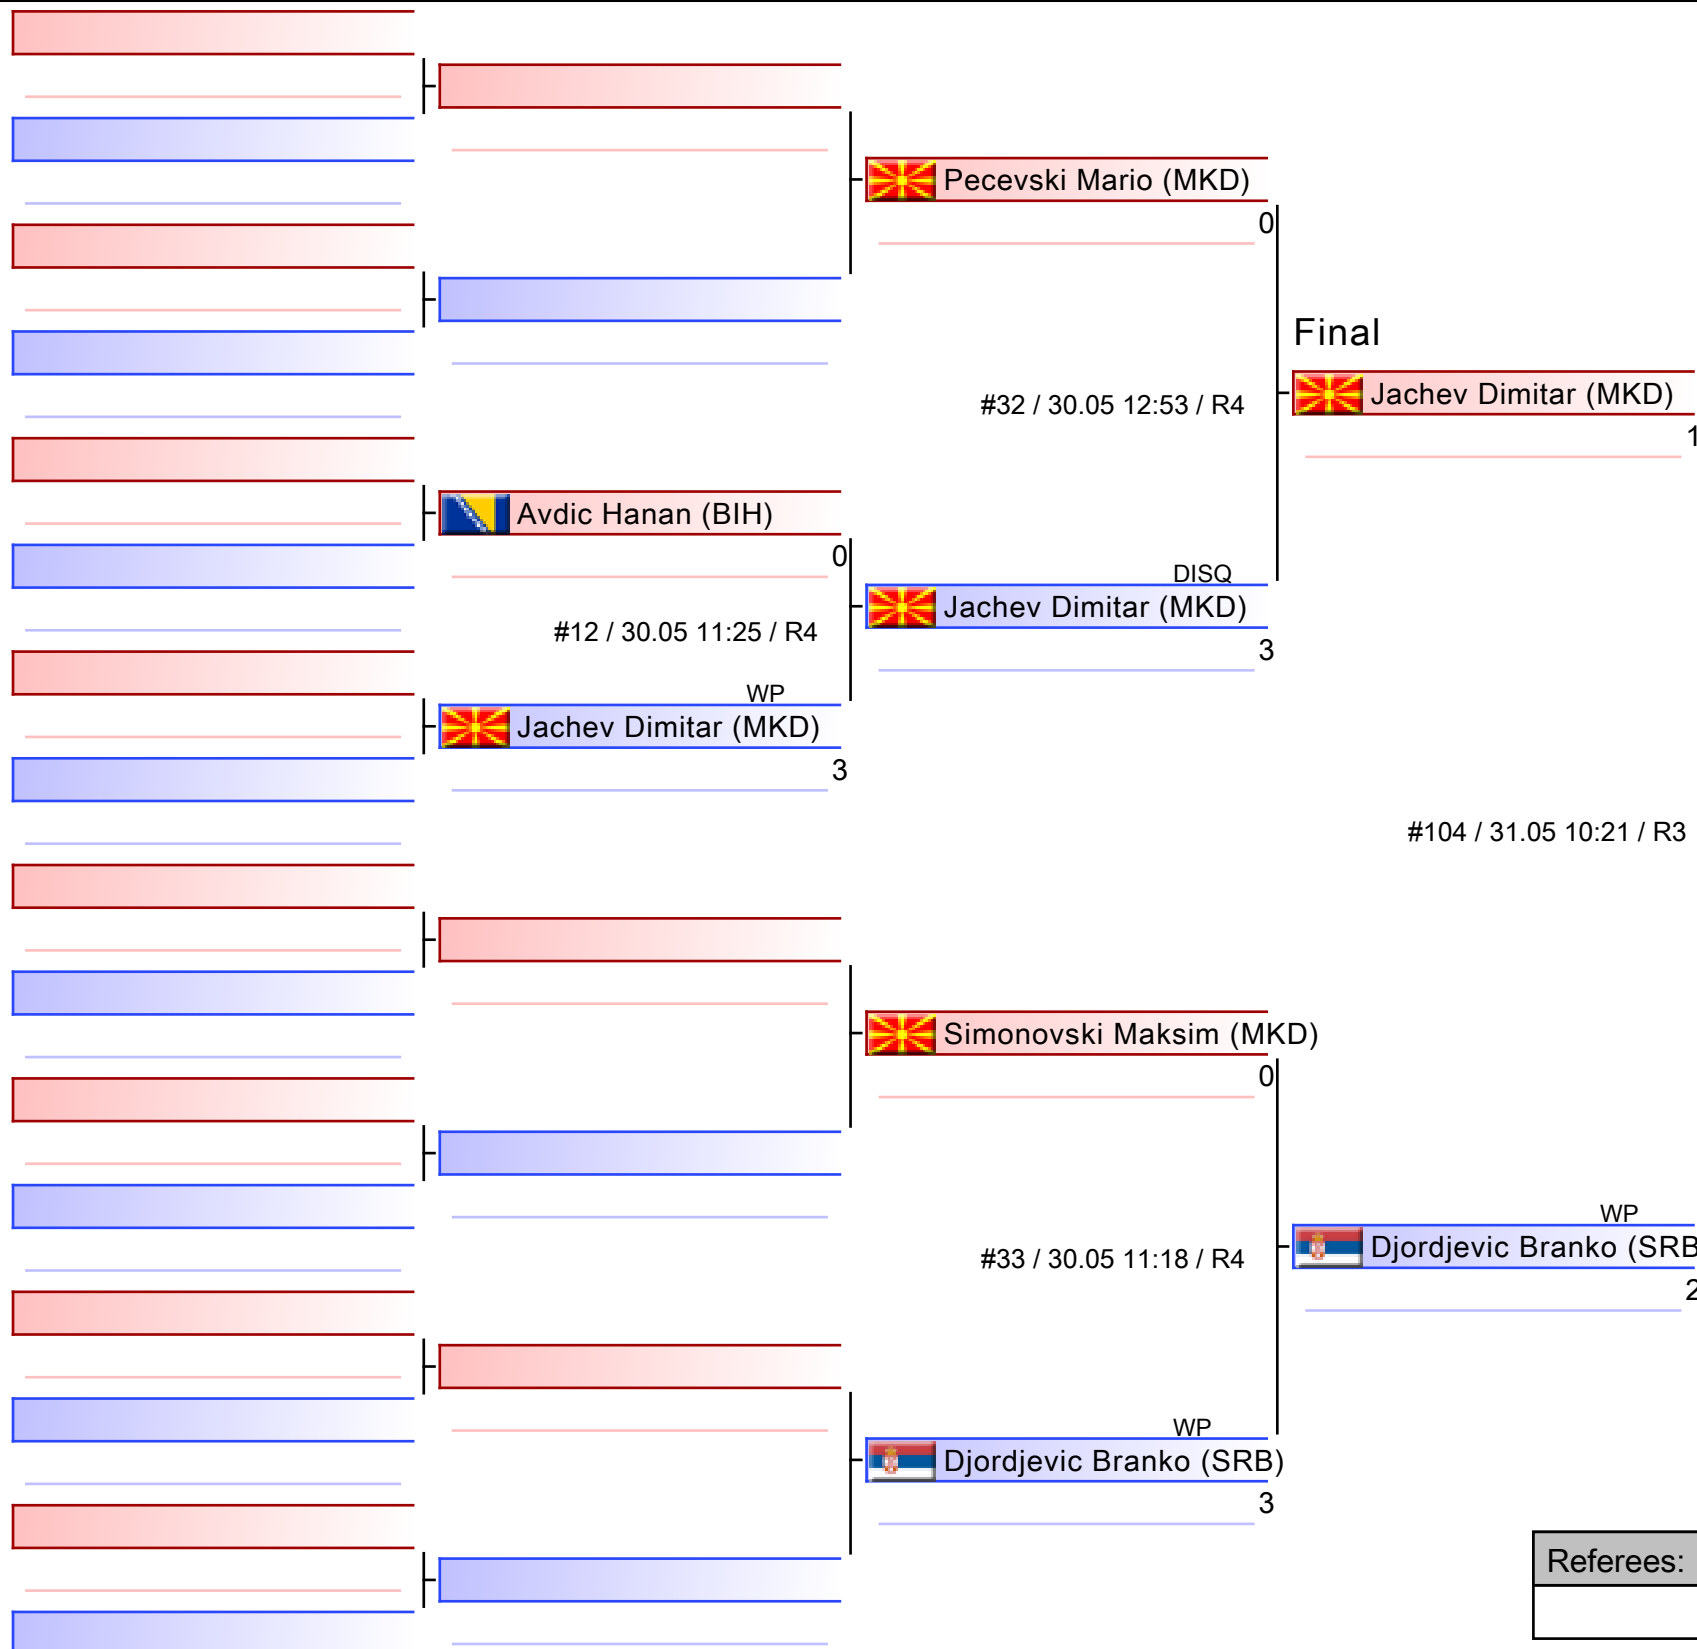 Pecevski Mario (MKD)
0
Final
#32 / 30.05 12:53 / R4
Jachev Dimitar (MKD)
1
Avdic Hanan (BIH)
0
DISQ
Jachev Dimitar (MKD)
3
#12 / 30.05 11:25 / R4
WP
Jachev Dimitar (MKD)
3
#104 / 31.05 10:21 / R3
Simonovski Maksim (MKD)
0
WP
Djordjevic Branko (SRB
2
#33 / 30.05 11:18 / R4
WP
Djordjevic Branko (SRB)
3
Referees: